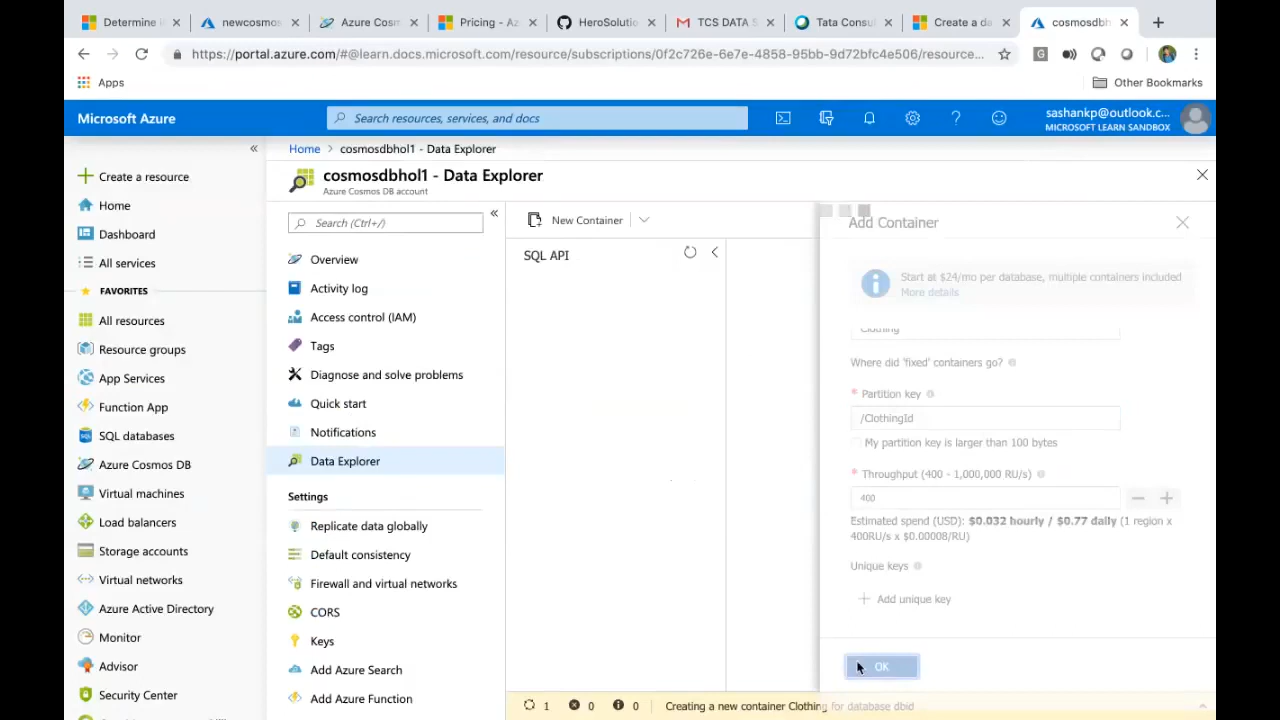 Determine i
newcosmos
Azure Cosm
Pricing - Az
HeroSolutio
TCS DATA S
Tata Consul
Create a da
cosmosdbh
https://portal.azure.com/#@learn.docs.microsoft.com/resource/subscriptions/0f2c726e-6e7e-4858-95bb-9d72bfc4e506/resource...
Apps
Other Bookmarks
Microsoft Azure
Search resources, services, and docs
sashankp@outlook.c...
MICROSOFT LEARN SANDBOX
Create a resource
Home
Dashboard
All services
FAVORITES
All resources
Resource groups
App Services
Function App
SQL databases
Azure Cosmos DB
Virtual machines
Load balancers
Storage accounts
Virtual networks
Azure Active Directory
Monitor
Advisor
Security Center
Home > cosmosdbhol1 - Data Explorer
cosmosdbhol1 - Data Explorer
Azure Cosmos DB account
Search (Ctrl+/)
Overview
Activity log
Access control (IAM)
Tags
Diagnose and solve problems
Quick start
Notifications
Data Explorer
Settings
Replicate data globally
Default consistency
Firewall and virtual networks
CORS
Keys
Add Azure Search
Add Azure Function
New Container
SQL API
Add Container
Start at $24/mo per database, multiple containers included
More details
Clothing
Where did 'fixed' containers go?
* Partition key
/ClothingId
My partition key is larger than 100 bytes
* Throughput (400 - 1,000,000 RU/s)
400
Estimated spend (USD): $0.032 hourly / $0.77 daily (1 region x
400RU/s x $0.00008/RU)
Unique keys
Add unique key
OK
1 0 0 Creating a new container Clothing for database dbid